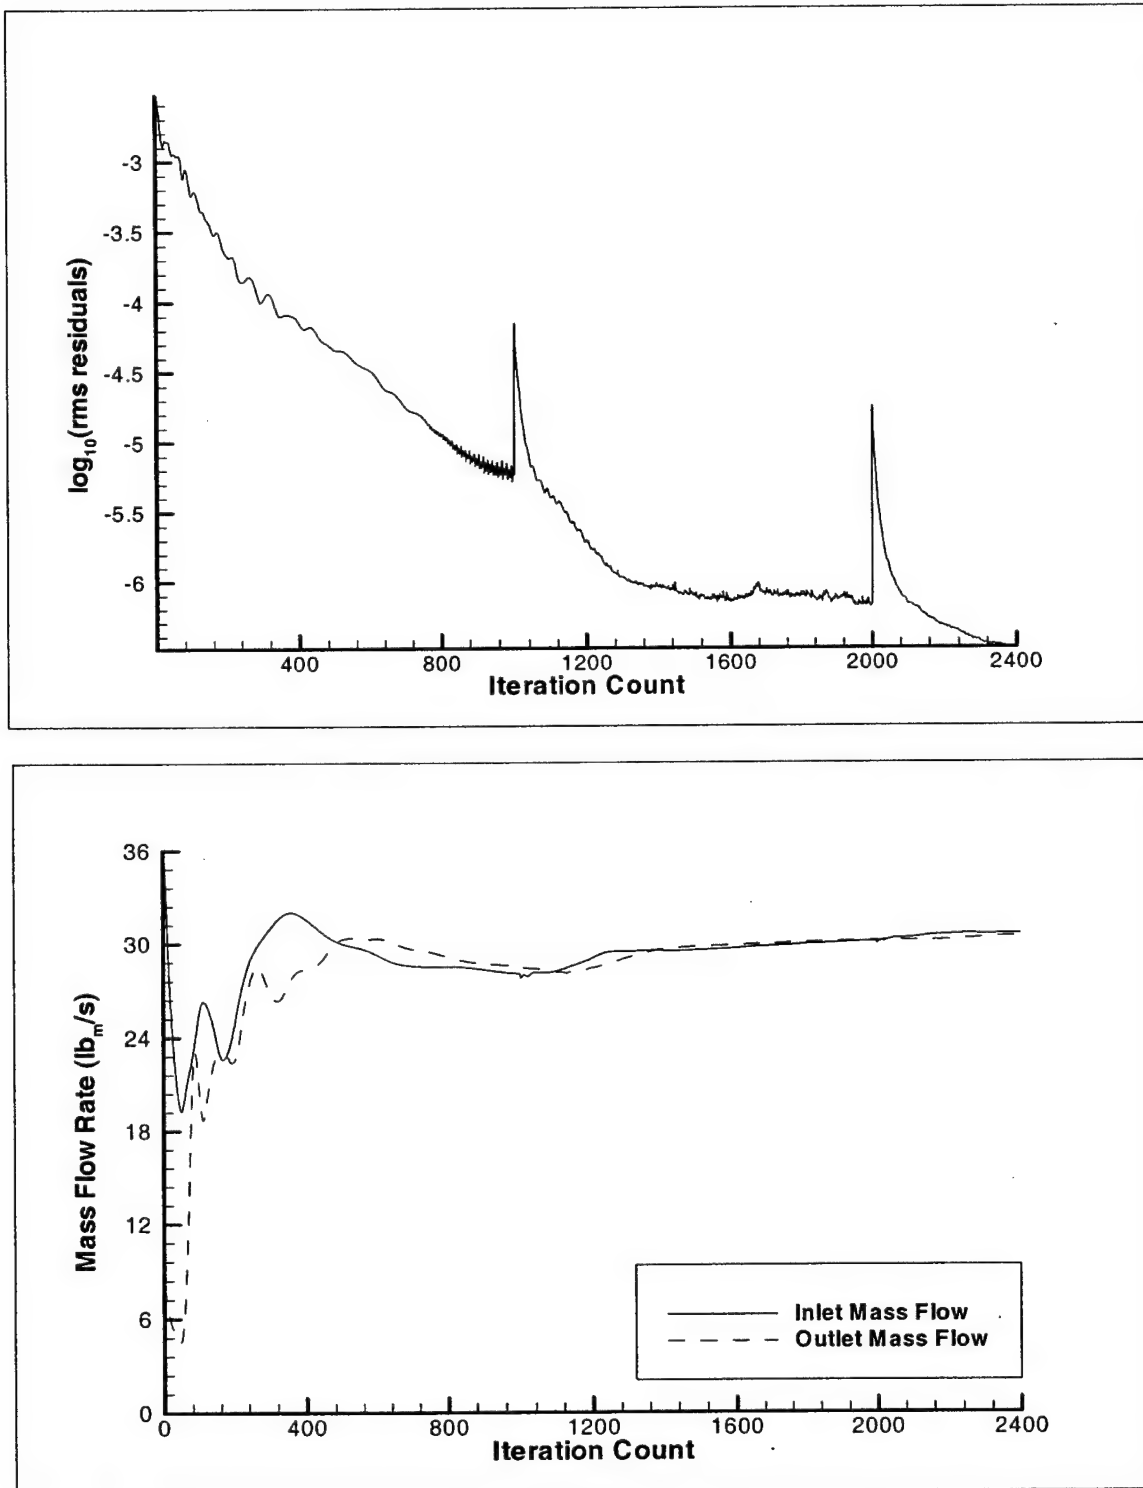 log10(rms residuals)
-3
-3.5
-4
-4.5
-5
-5.5
-6
400 800 1200 1600 2000 2400
Iteration Count
Mass Flow Rate (lbm/s)
36
30
24
18
12
6
0
0 400 800 1200 1600 2000 2400
Iteration Count
Inlet Mass Flow
Outlet Mass Flow